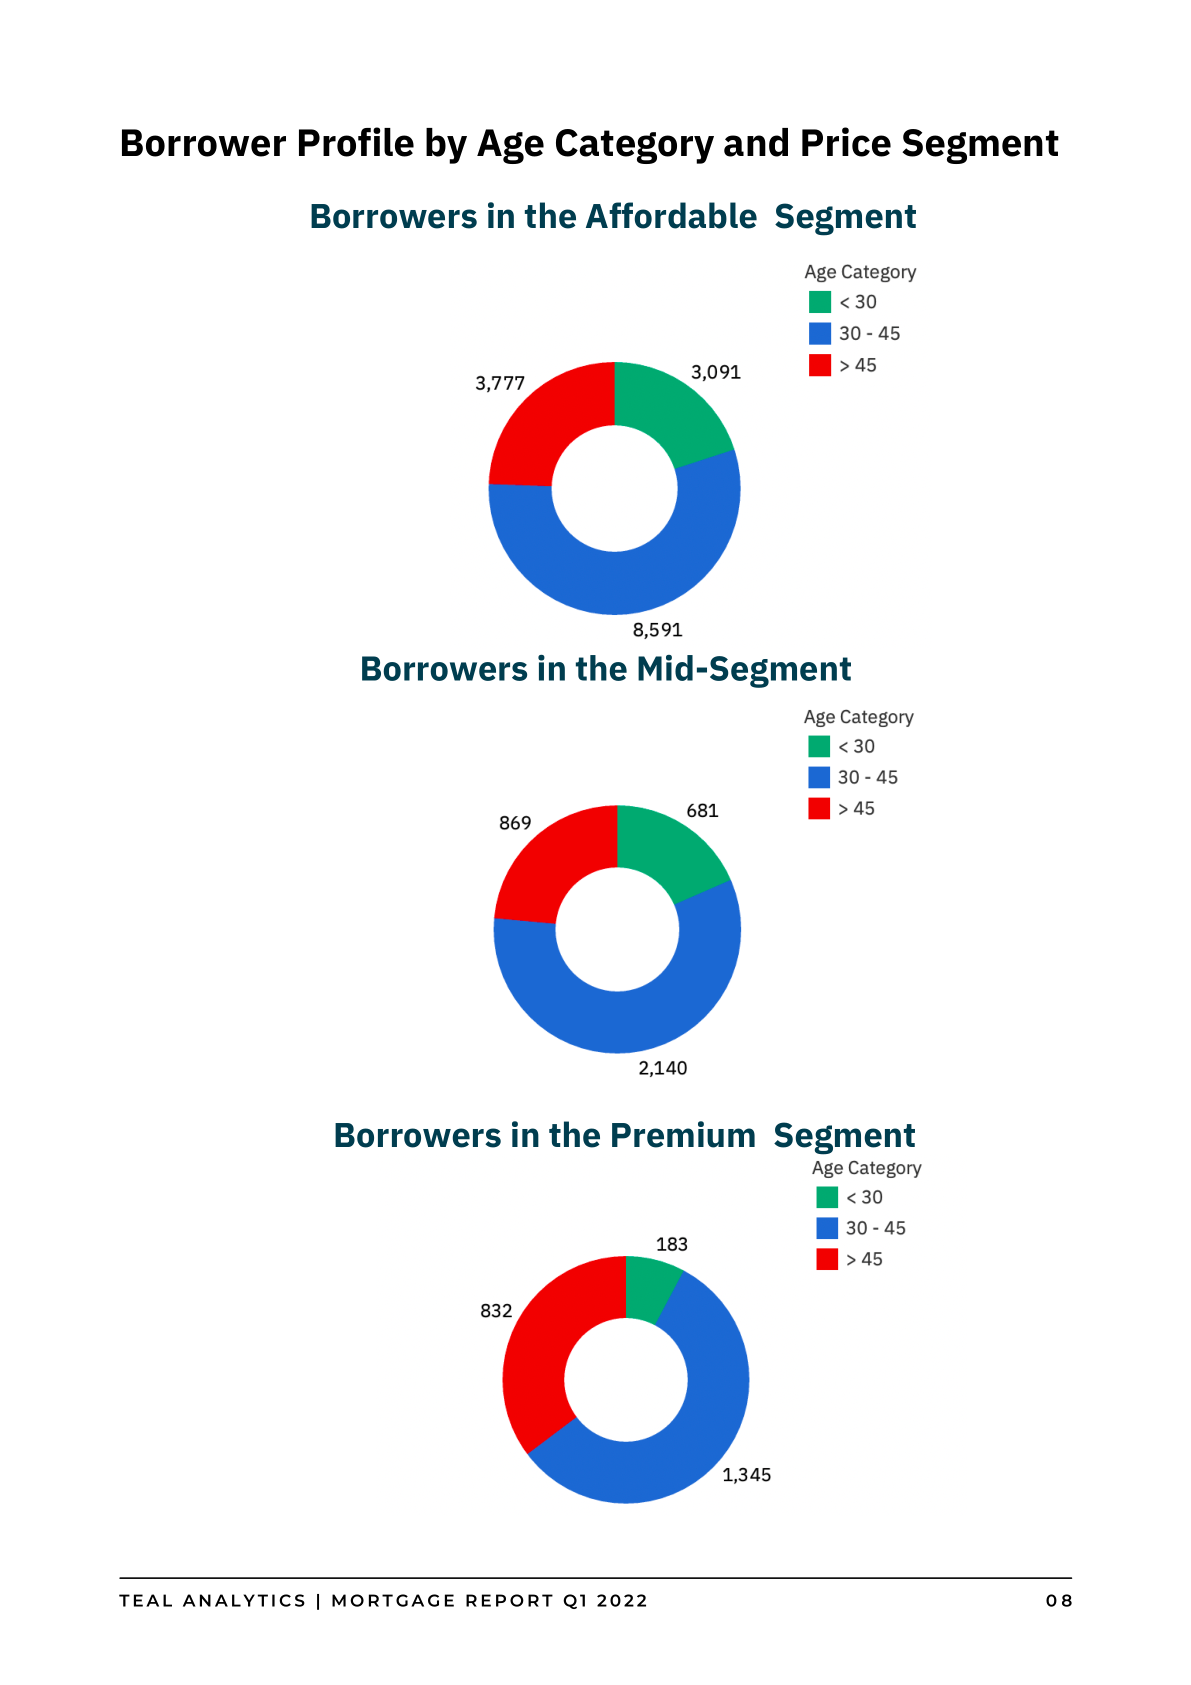 Borrower Profile by Age Category and Price Segment
Borrowers in the Affordable  Segment
Age Category
< 30
30 - 45
> 45
3,777
3,091
8,591
Borrowers in the Mid-Segment
Age Category
< 30
30 - 45
> 45
869
681
2,140
Borrowers in the Premium  Segment
Age Category
< 30
30 - 45
> 45
183
832
1,345
TEAL ANALYTICS | MORTGAGE REPORT Q1 2022 08